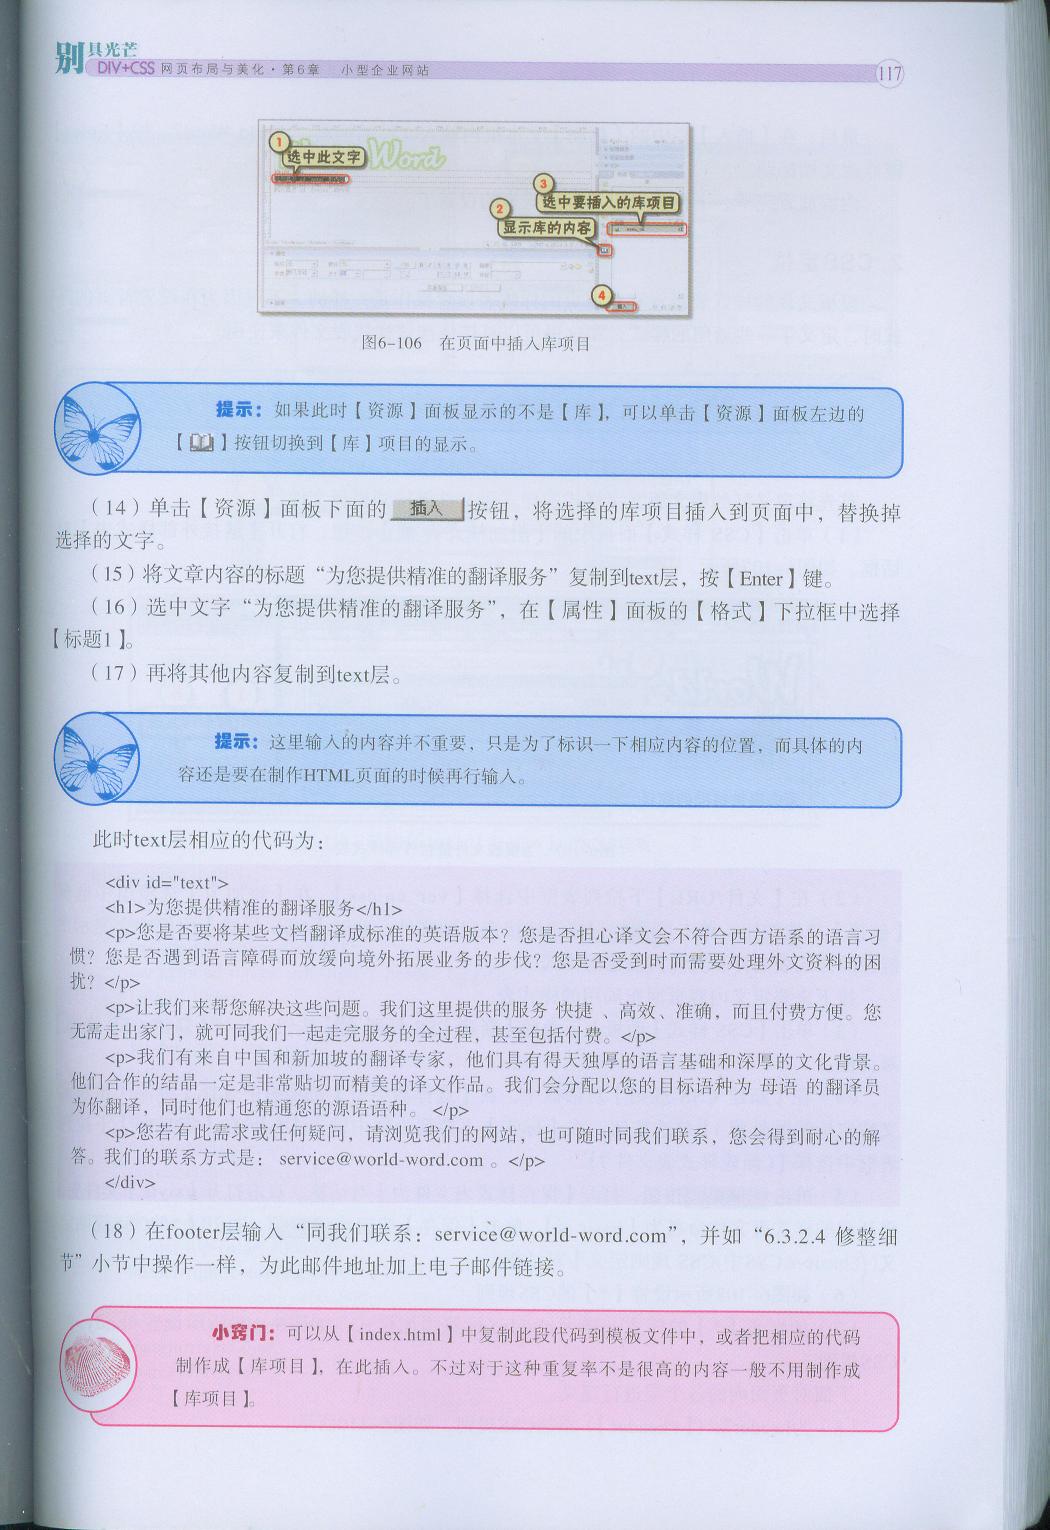 别具光芒
DIV+CSS 网页布局与美化·第6章 小型企业网站
117
Word
1
选中此文字
3
选中要插入的库项目
2
显示库的内容
4
插入
图6-106 在页面中插入库项目
提示：如果此时【资源】面板显示的不是【库】，可以单击【资源】面板左边的
【】按钮切换到【库】项目的显示。
（14）单击【资源】面板下面的 插入 按钮，将选择的库项目插入到页面中，替换掉
选择的文字。
（15）将文章内容的标题“为您提供精准的翻译服务”复制到text层，按【Enter】键。
（16）选中文字“为您提供精准的翻译服务”，在【属性】面板的【格式】下拉框中选择
【标题1】。
（17）再将其他内容复制到text层。
提示：这里输入的内容并不重要，只是为了标识一下相应内容的位置，而具体的内
容还是要在制作HTML页面的时候再行输入。
此时text层相应的代码为：
<div id="text">
<h1>为您提供精准的翻译服务</h1>
<p>您是否要将某些文档翻译成标准的英语版本？您是否担心译文会不符合西方语系的语言习
惯？您是否遇到语言障碍而放缓向境外拓展业务的步伐？您是否受到时而需要处理外文资料的困
扰？</p>
<p>让我们来帮您解决这些问题。我们这里提供的服务 快捷 、高效、准确，而且付费方便。您
无需走出家门，就可同我们一起走完服务的全过程，甚至包括付费。</p>
<p>我们有来自中国和新加坡的翻译专家，他们具有得天独厚的语言基础和深厚的文化背景。
他们合作的结晶一定是非常贴切而精美的译文作品。我们会分配以您的目标语种为 母语 的翻译员
为你翻译，同时他们也精通您的源语语种。 </p>
<p>您若有此需求或任何疑问，请浏览我们的网站，也可随时同我们联系，您会得到耐心的解
答。我们的联系方式是： service@world-word.com 。</p>
</div>
（18）在footer层输入“同我们联系：service@world-word.com”，并如“6.3.2.4 修整细
节”小节中操作一样，为此邮件地址加上电子邮件链接。
小窍门：可以从【index.html】中复制此段代码到模板文件中，或者把相应的代码
制作成【库项目】，在此插入。不过对于这种重复率不是很高的内容一般不用制作成
【库项目】。